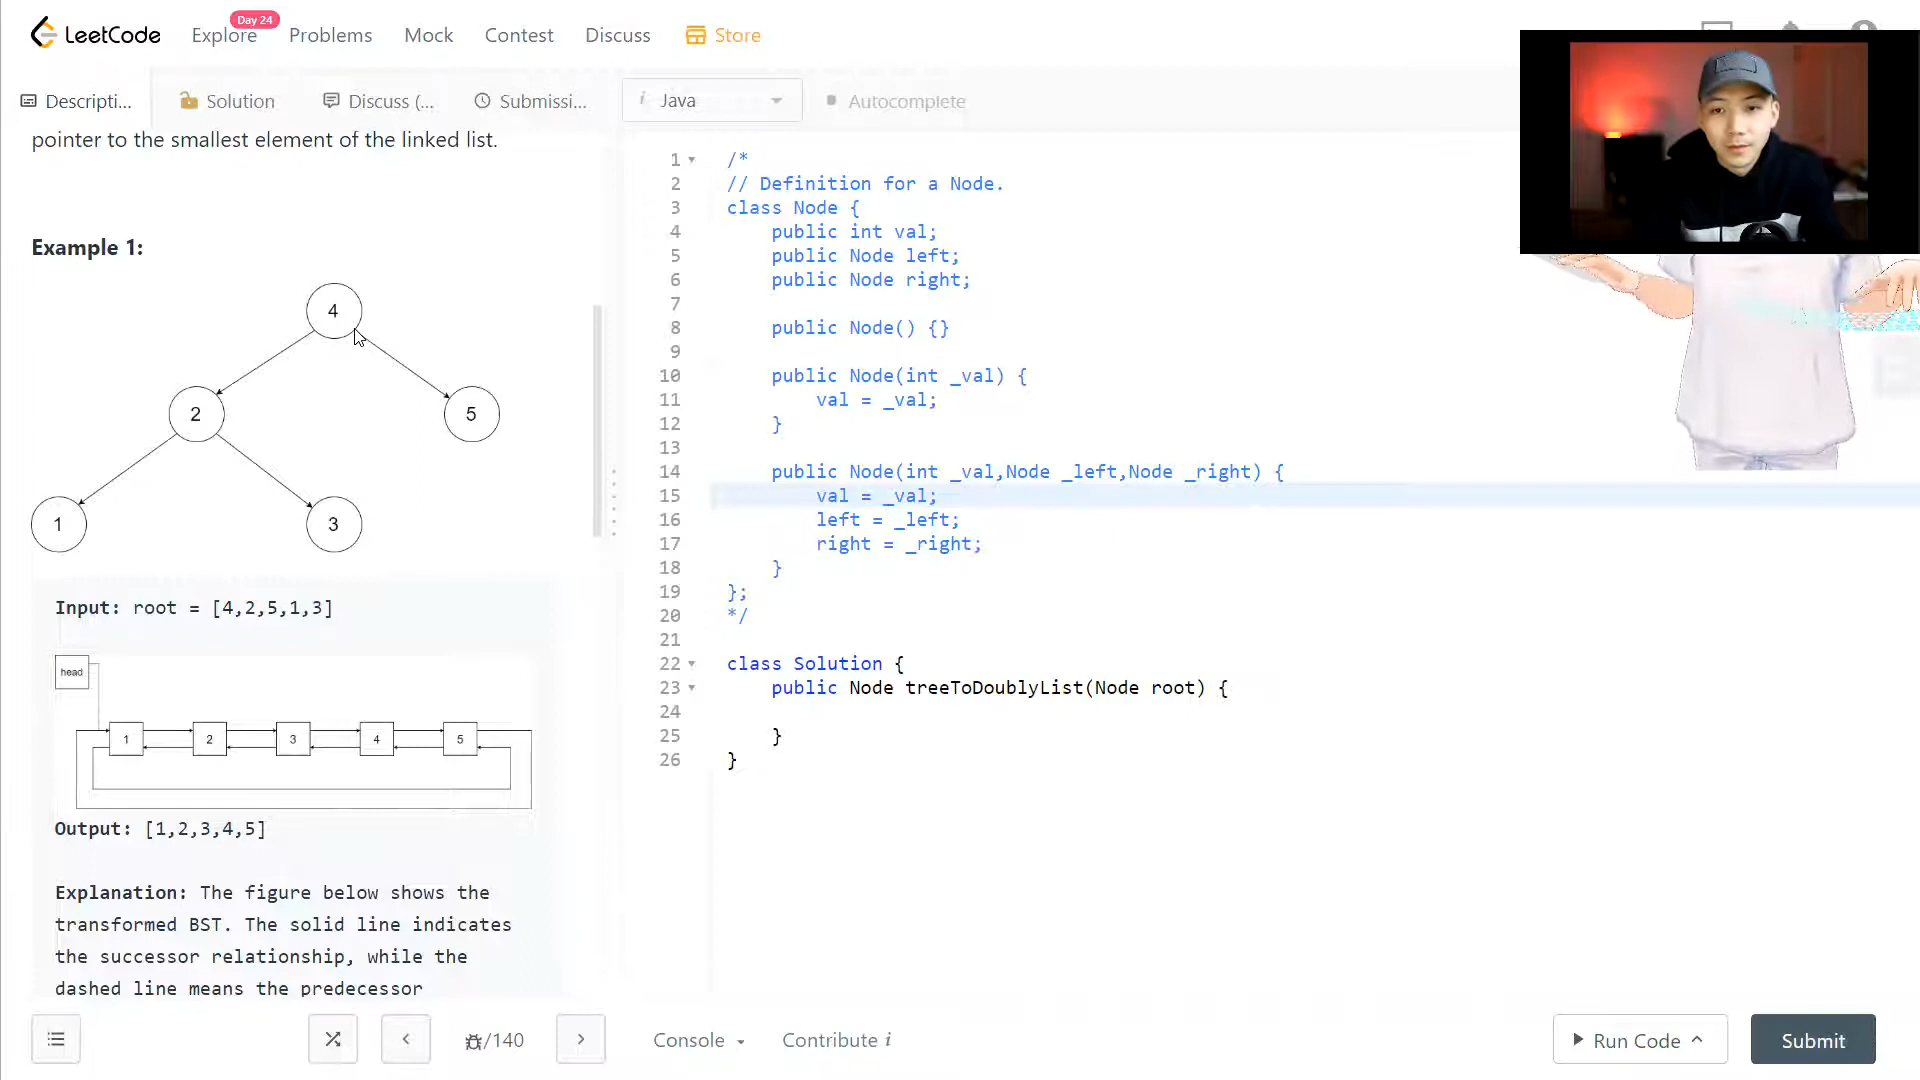 LeetCode
Day 24
Explore
Problems
Mock
Contest
Discuss
Store
Descripti...
Solution
Discuss (...
Submissi...
i Java
Autocomplete
pointer to the smallest element of the linked list.
Example 1:
4
2
5
1
3
Input: root = [4,2,5,1,3]
head
1
2
3
4
5
Output: [1,2,3,4,5]
Explanation: The figure below shows the
transformed BST. The solid line indicates
the successor relationship, while the
dashed line means the predecessor
1 /*
2 // Definition for a Node.
3 class Node {
4 public int val;
5 public Node left;
6 public Node right;
7
8 public Node() {}
9
10 public Node(int _val) {
11 val = _val;
12 }
13
14 public Node(int _val,Node _left,Node _right) {
15 val = _val;
16 left = _left;
17 right = _right;
18 }
19 };
20 */
21
22 class Solution {
23 public Node treeToDoublyList(Node root) {
24
25 }
26 }
/140
Console
Contribute i
Run Code
Submit